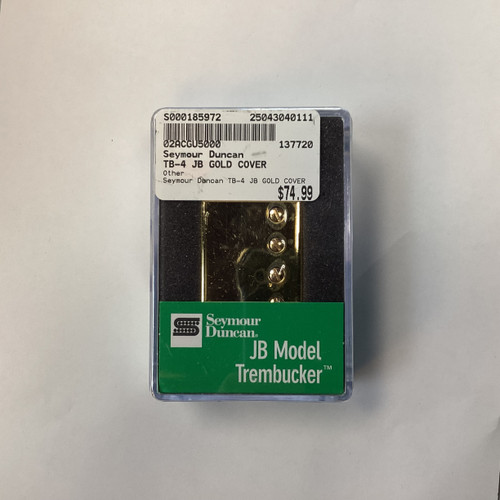 S000185972 25043040111
02ACGU5000 137720
Seymour Duncan
TB-4 JB GOLD COVER
Other
Seymour Duncan TB-4 JB GOLD COVER
$74.99
Seymour
Duncan®
JB Model
Trembucker™